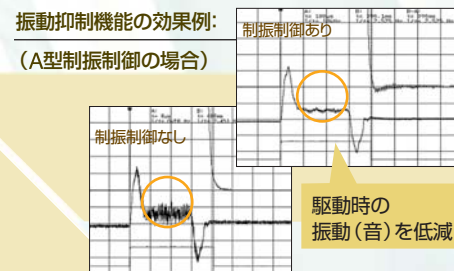 振動抑制機能の効果例:
(A型制振制御の場合)
制振制御あり
制振制御なし
駆動時の
振動(音)を低減